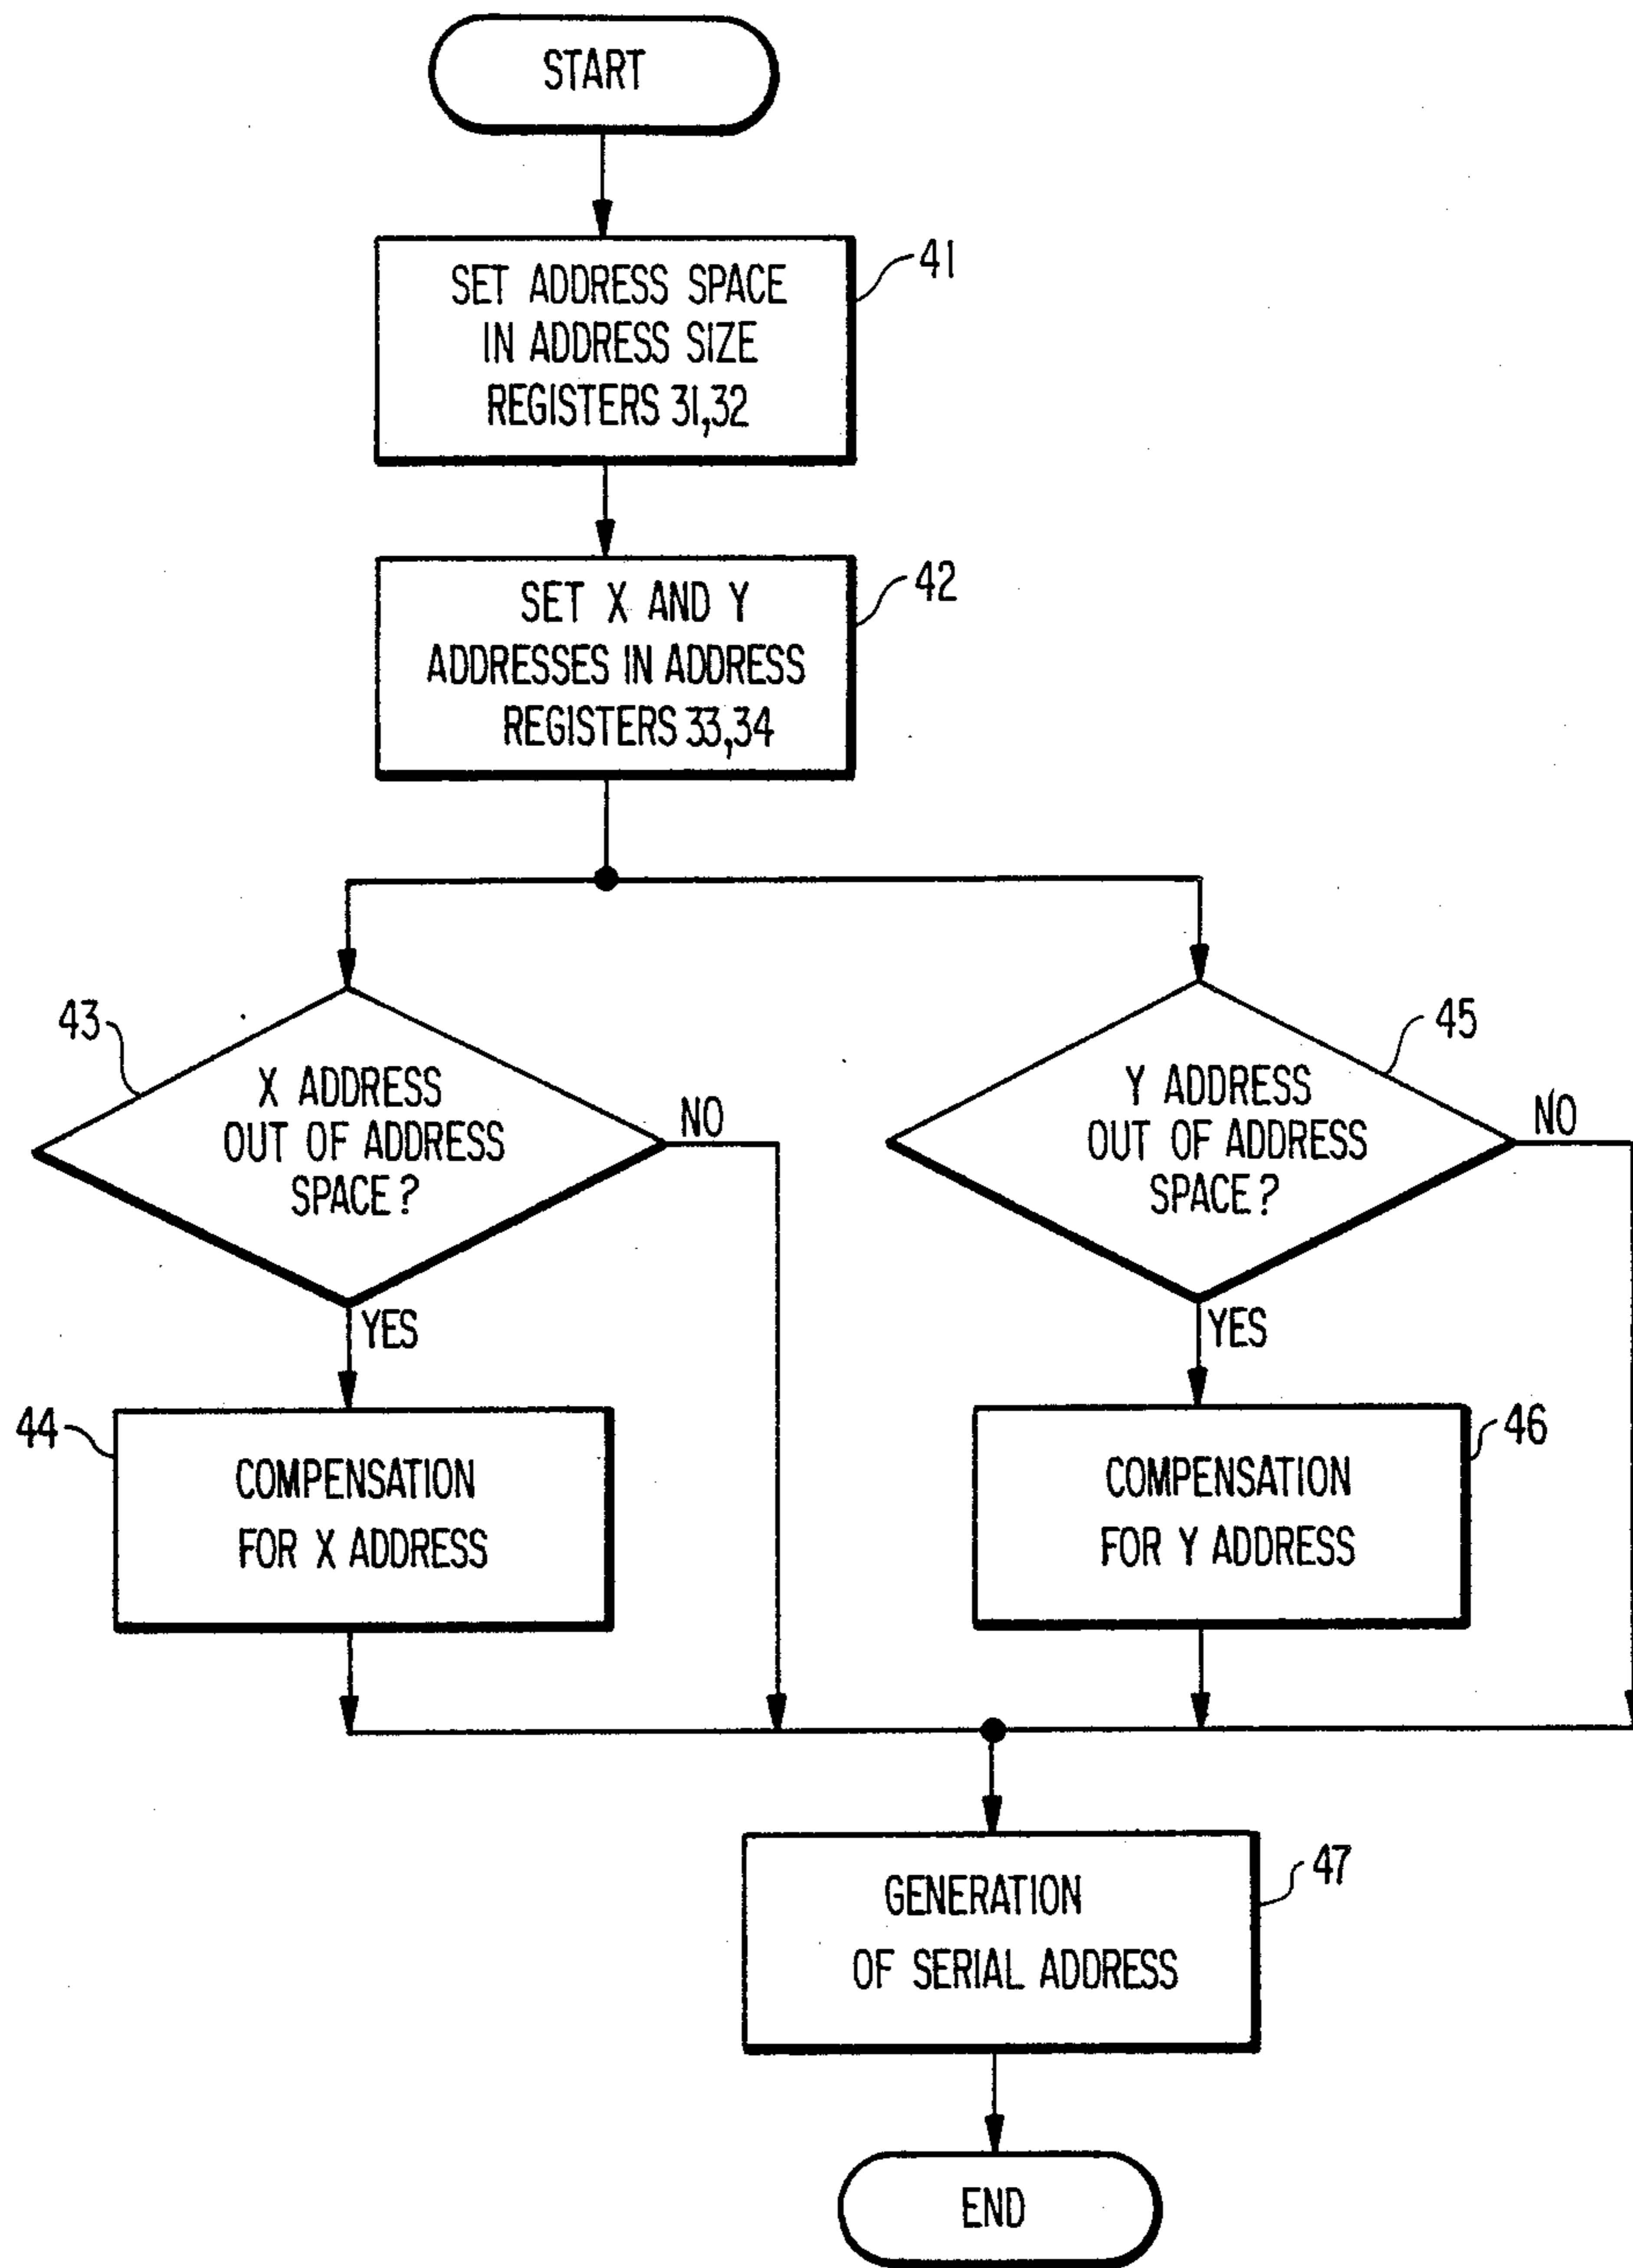 START
SET ADDRESS SPACE
IN ADDRESS SIZE
REGISTERS 31,32
41
SET X AND Y
ADDRESSES IN ADDRESS
REGISTERS 33,34
42
43
X ADDRESS
OUT OF ADDRESS
SPACE?
NO
YES
45
Y ADDRESS
OUT OF ADDRESS
SPACE?
NO
YES
44
COMPENSATION
FOR X ADDRESS
46
COMPENSATION
FOR Y ADDRESS
47
GENERATION
OF SERIAL ADDRESS
END